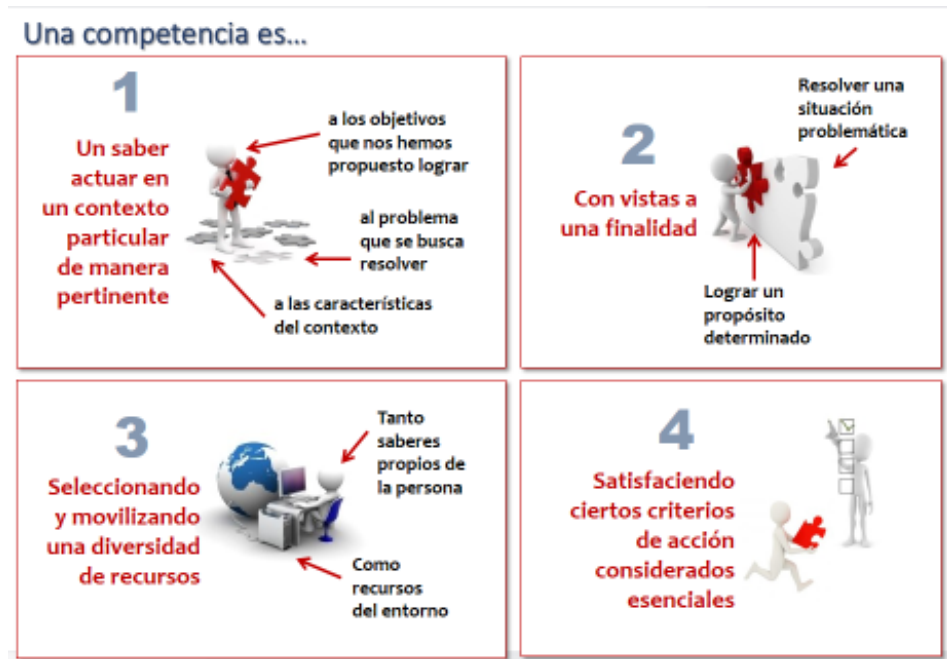 Una competencia es...
1
Un saber
actuar en
un contexto
particular
de manera
pertinente
a los objetivos
que nos hemos
propuesto lograr
al problema
que se busca
resolver
a las características
del contexto
2
Con vistas a
una finalidad
Resolver una
situación
problemática
Lograr un
propósito
determinado
3
Seleccionando
y movilizando
una diversidad
de recursos
Tanto
saberes
propios de
la persona
Como
recursos
del entorno
4
Satisfaciendo
ciertos criterios
de acción
considerados
esenciales